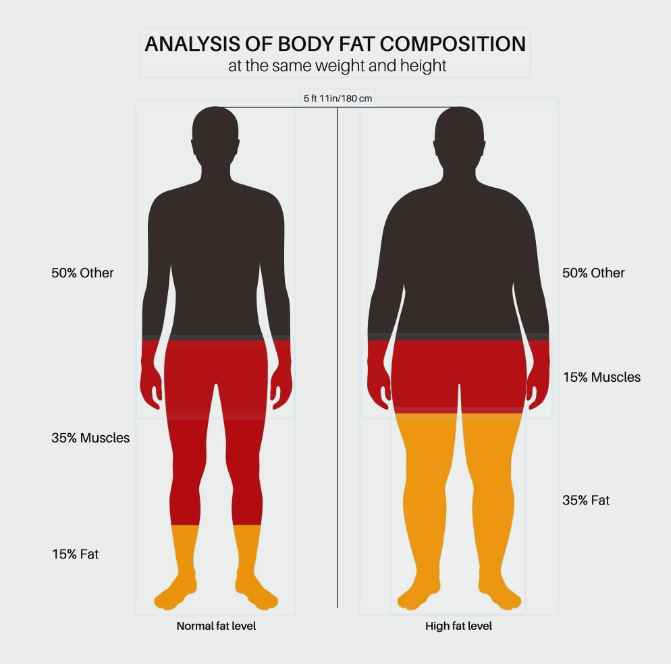 ANALYSIS OF BODY FAT COMPOSITION
at the same weight and height
5 ft 11in/180 cm
50% Other
35% Muscles
15% Fat
Normal fat level
50% Other
15% Muscles
35% Fat
High fat level